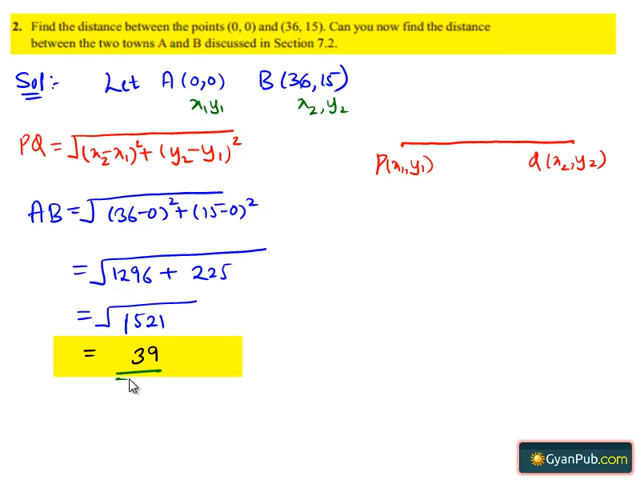 2. Find the distance between the points (0, 0) and (36, 15). Can you now find the distance
between the two towns A and B discussed in Section 7.2.
Sol:- Let A(0,0) B(36,15)
x₁y₁ x₂,y₂
PQ = √(x₂-x₁)²+(y₂-y₁)²
P(x₁,y₁) Q(x₂,y₂)
AB = √(36-0)²+(15-0)²
= √1296 + 225
= √1521
= 39
GyanPub.com